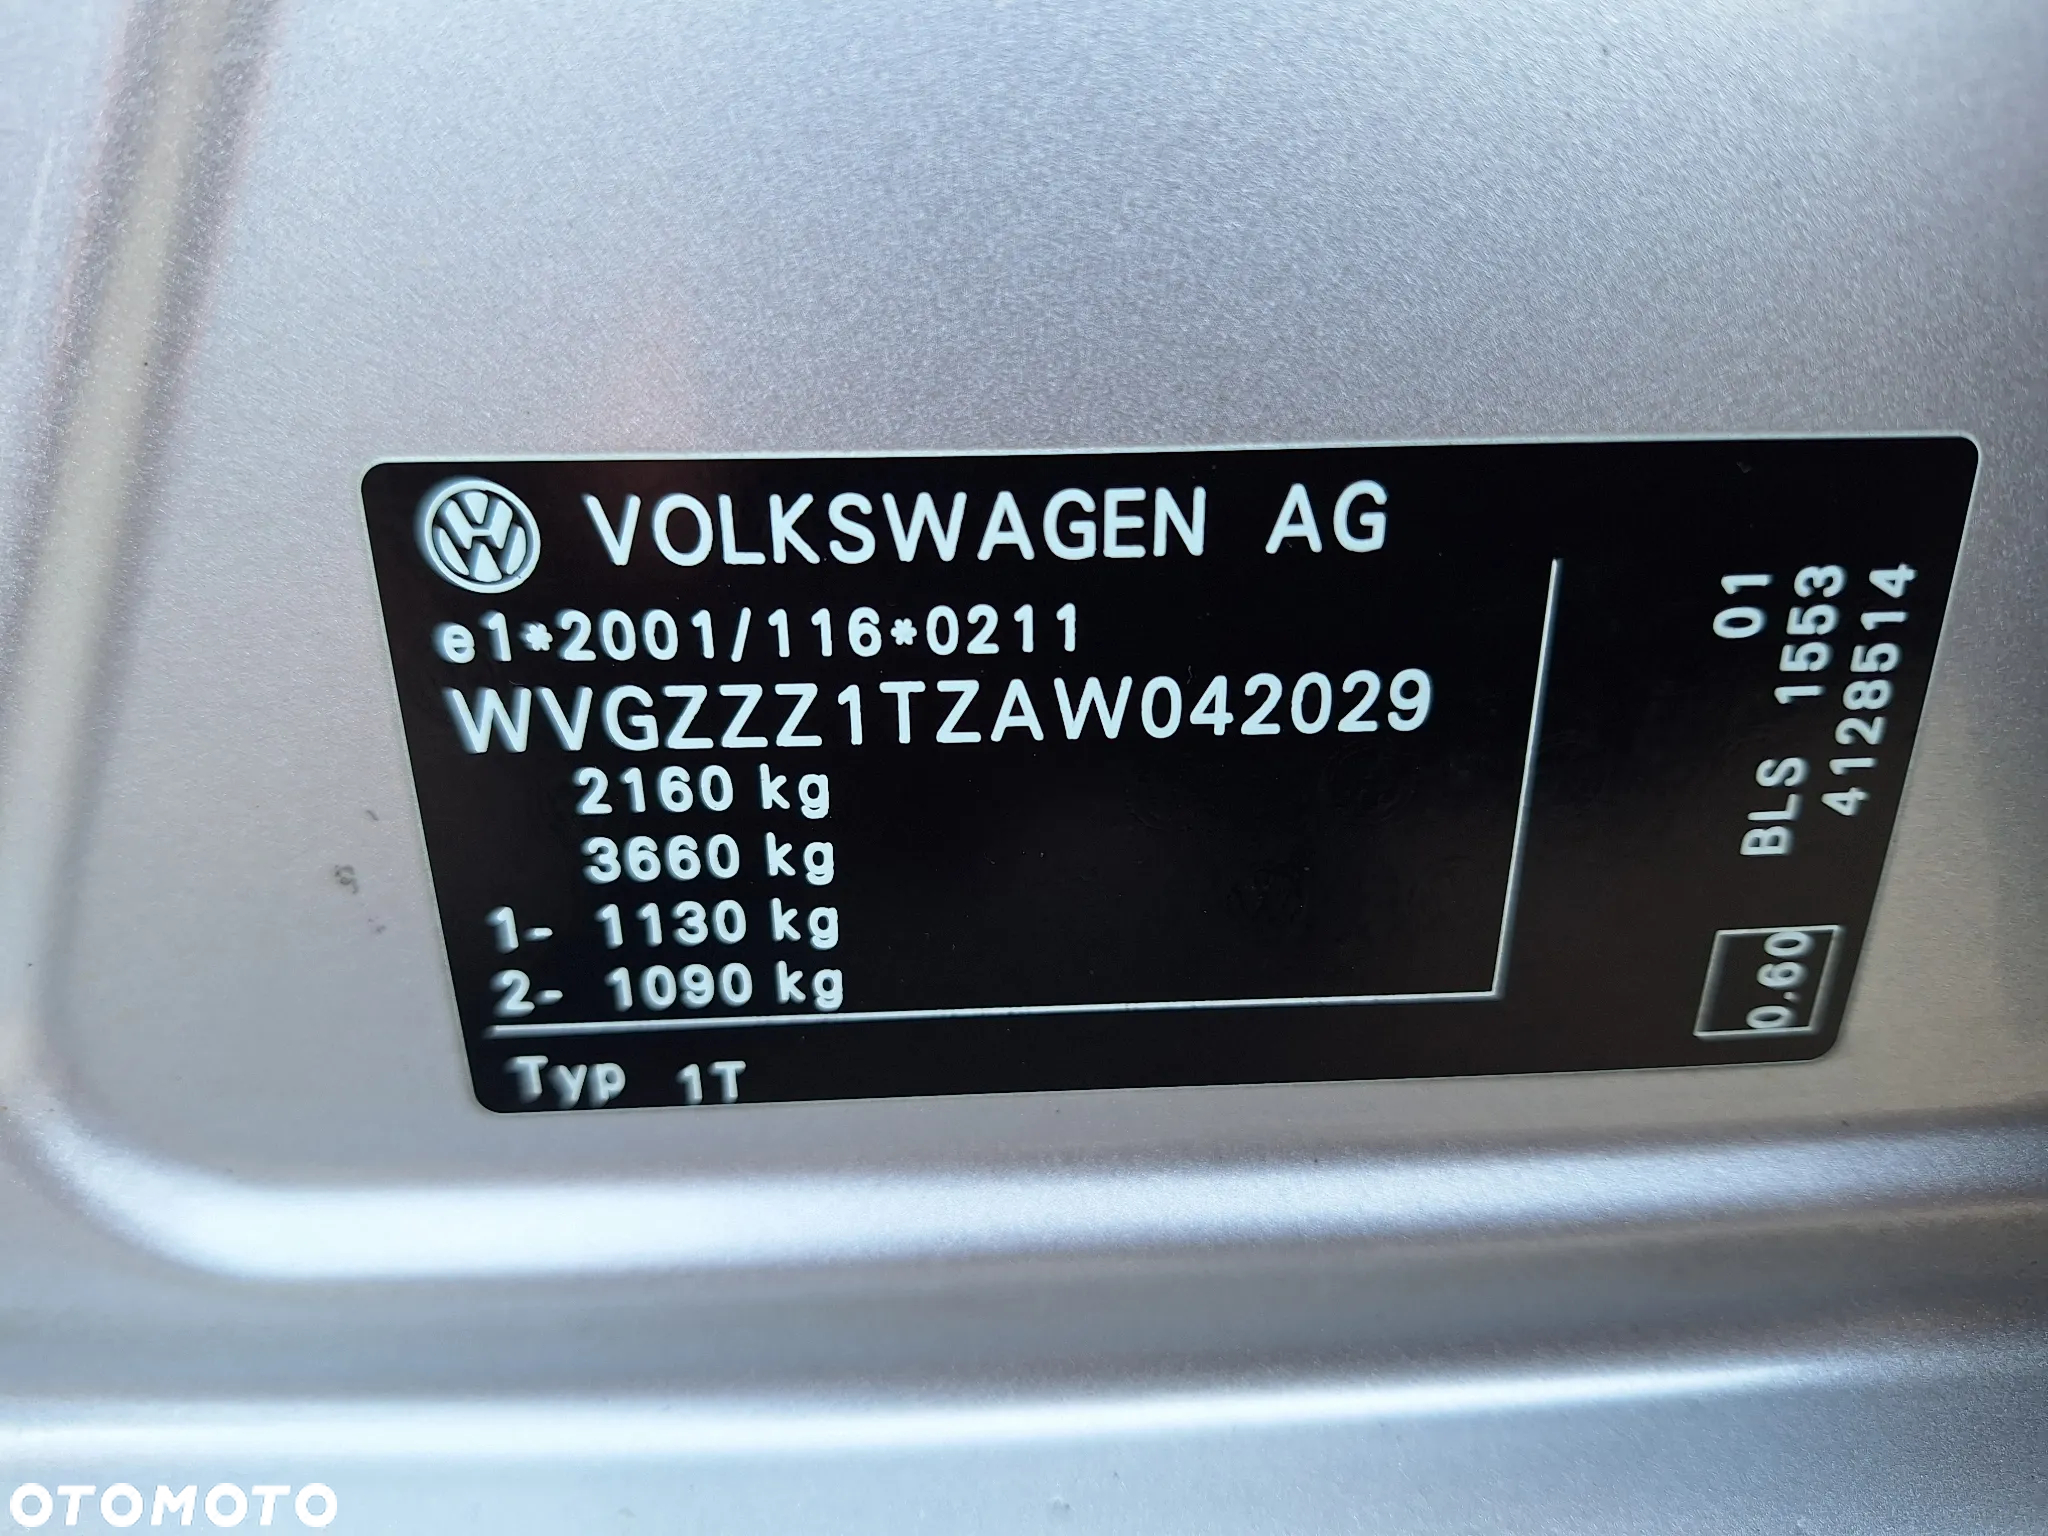 VOLKSWAGEN AG
e1*2001/116*0211
WVGZZZ1TZAW042029
2160 kg
3660 kg
1- 1130 kg
2- 1090 kg
Typ 1T
01
BLS 1553
4128514
0.60
OTOMOTO